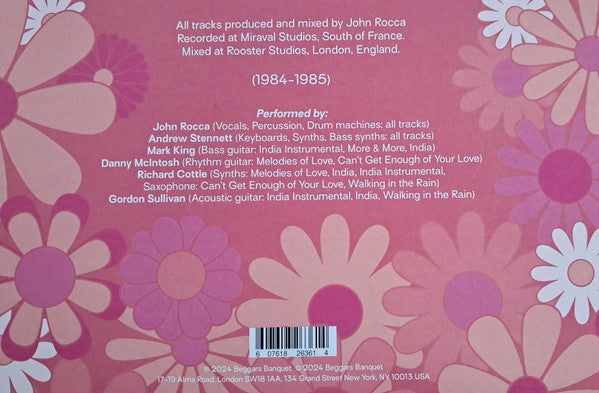 All tracks produced and mixed by John Rocca
Recorded at Miraval Studios, South of France.
Mixed at Rooster Studios, London, England.
(1984-1985)
Performed by:
John Rocca (Vocals, Percussion, Drum machines: all tracks)
Andrew Stennett (Keyboards, Synths, Bass synths: all tracks)
Mark King (Bass guitar: India Instrumental, More & More, India)
Danny McIntosh (Rhythm guitar: Melodies of Love, Can't Get Enough of Your Love)
Richard Cottle (Synths: Melodies of Love, India, India Instrumental,
Saxophone: Can't Get Enough of Your Love, Walking in the Rain)
Gordon Sullivan (Acoustic guitar: India Instrumental, India, Walking in the Rain)
6 07618 26361 4
℗ 2024 Beggars Banquet © 2024 Beggars Banquet
17-19 Alma Road, London SW18 1AA, 134 Grand Street New York, NY 10013 USA